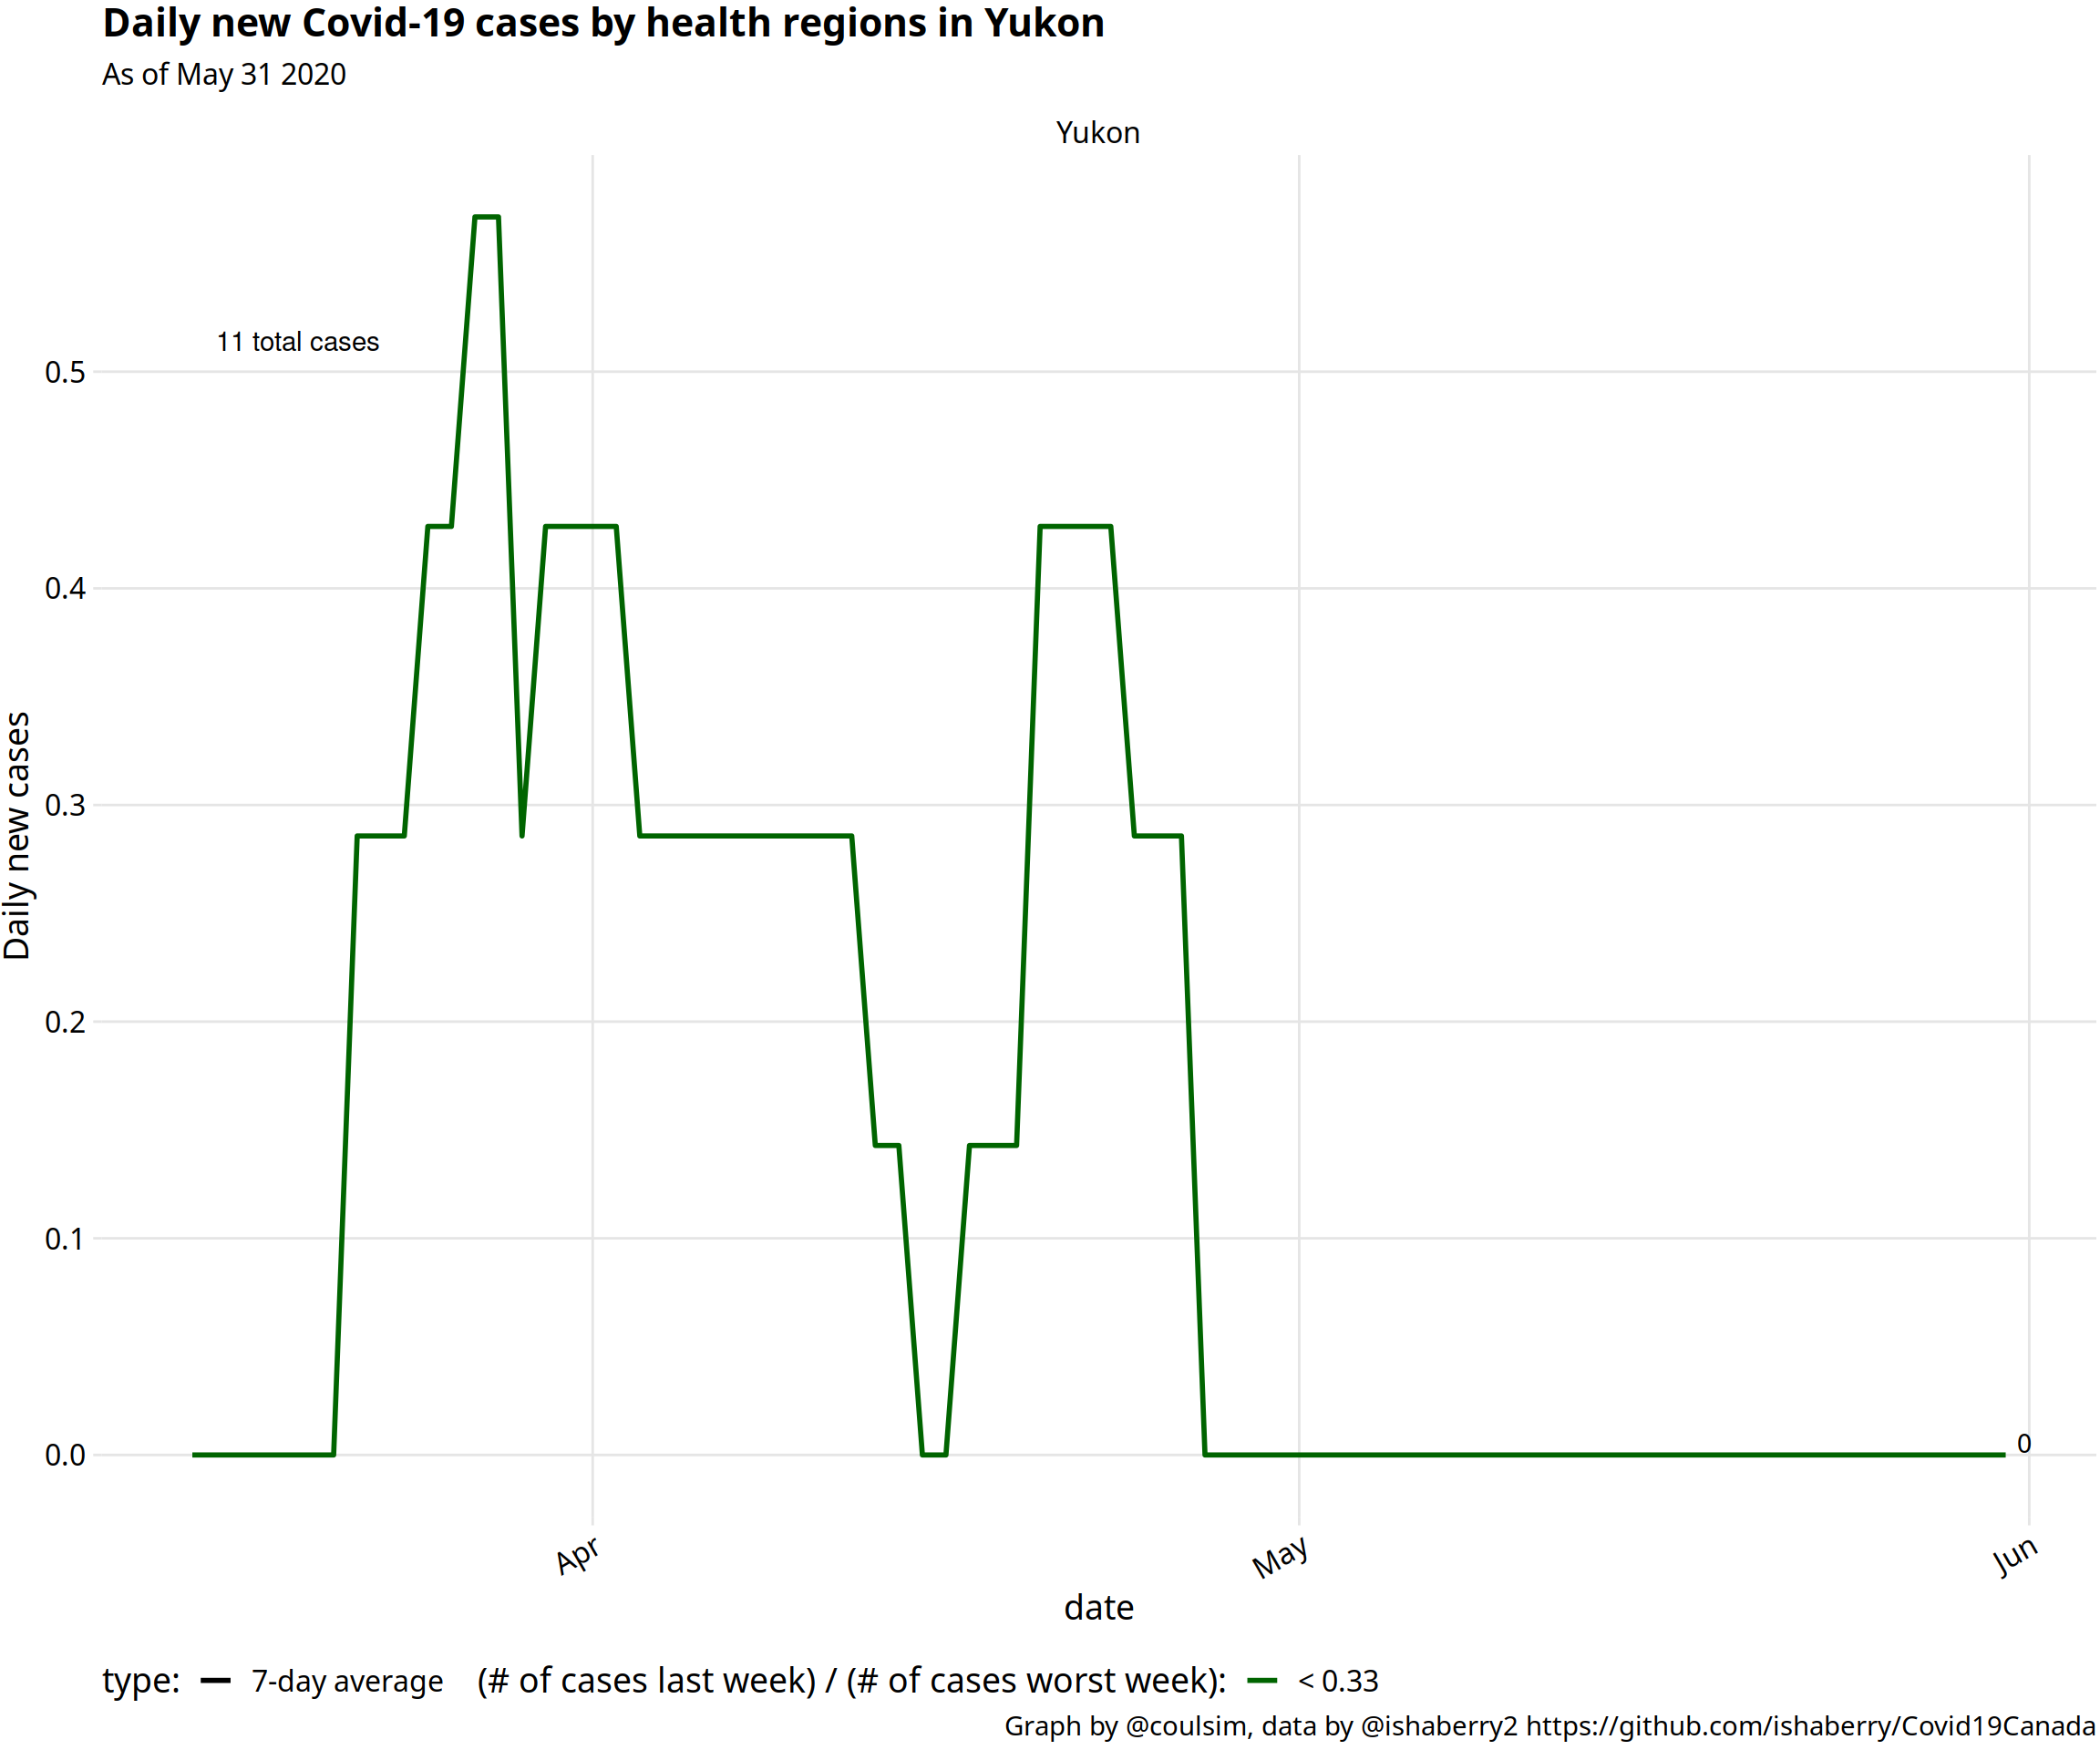 Daily new Covid-19 cases by health regions in Yukon
As of May 31 2020
Yukon
11 total cases
0.5
0.4
0.3
0.2
0.1
0.0
Daily new cases
0
Apr
May
Jun
date
type: 7-day average (# of cases last week) / (# of cases worst week): < 0.33
Graph by @coulsim, data by @ishaberry2 https://github.com/ishaberry/Covid19Canada